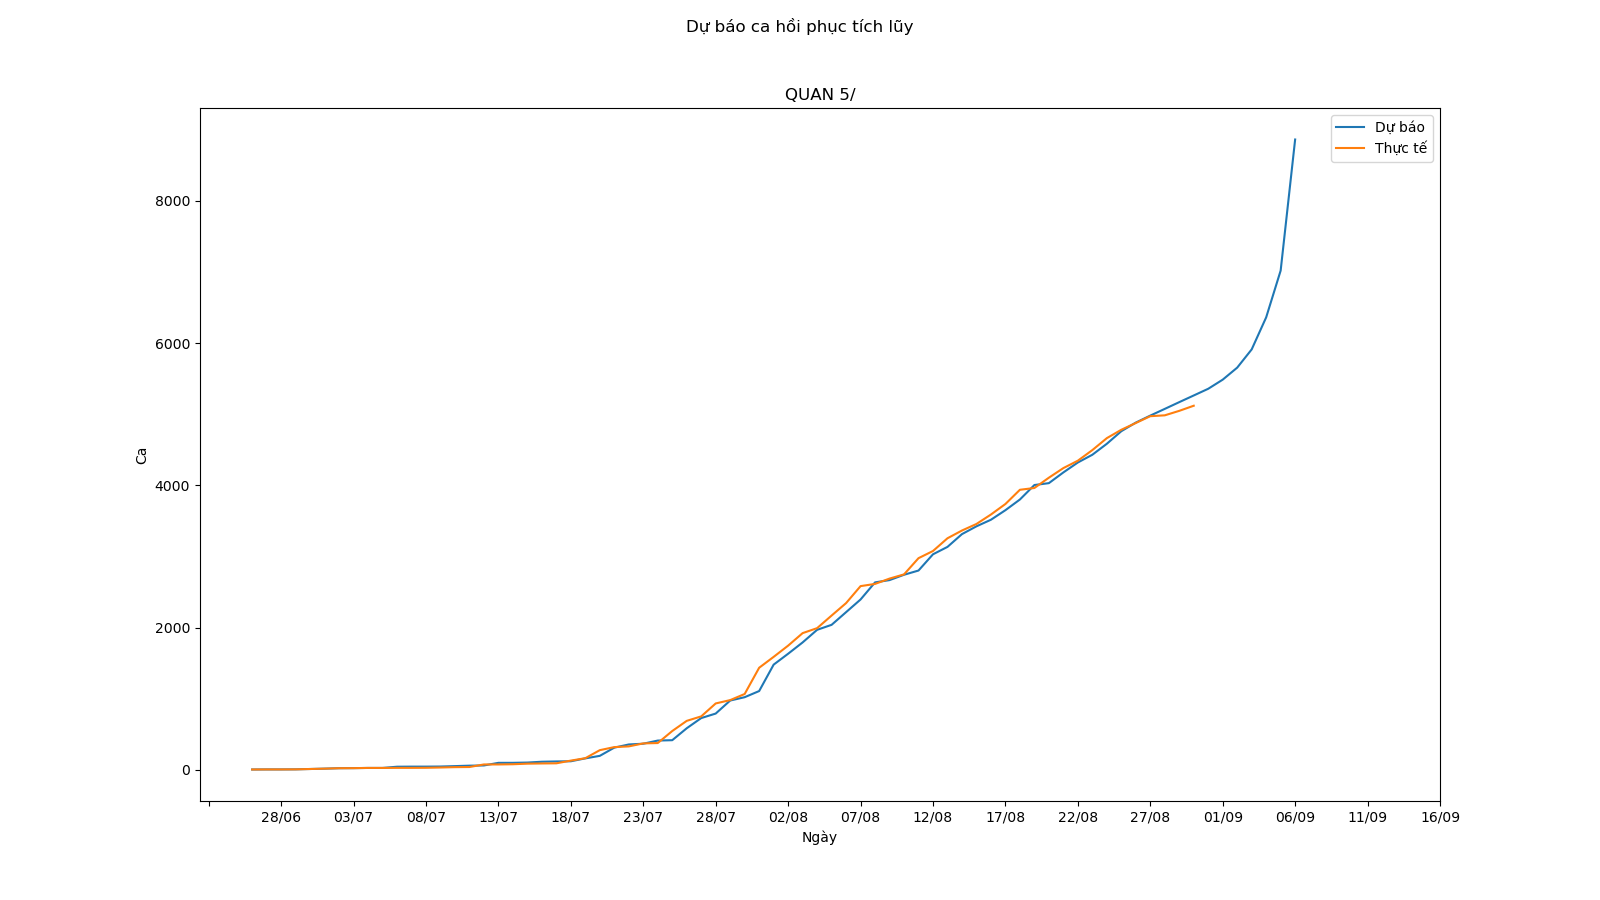 Dự báo ca hồi phục tích lũy
QUAN 5/
Dự báo
Thực tế
8000
6000
4000
2000
0
Ca
28/06 03/07 08/07 13/07 18/07 23/07 28/07 02/08 07/08 12/08 17/08 22/08 27/08 01/09 06/09 11/09 16/09
Ngày